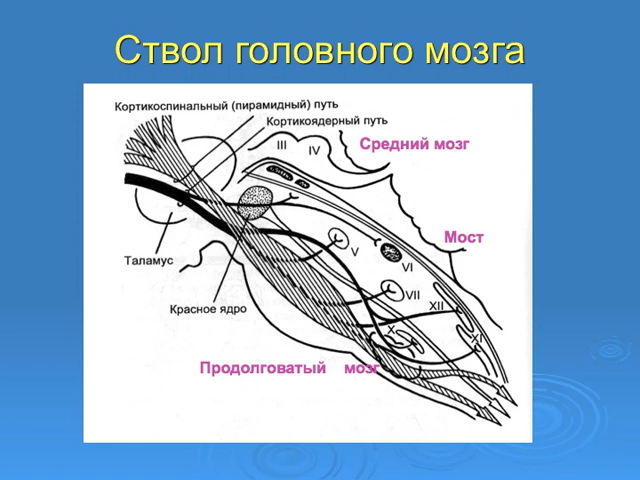 Ствол головного мозга
Кортикоспинальный (пирамидный) путь
Кортикоядерный путь
III
IV
Средний мозг
Мост
V
VI
Таламус
VII
XII
Красное ядро
X
XI
Продолговатый мозг